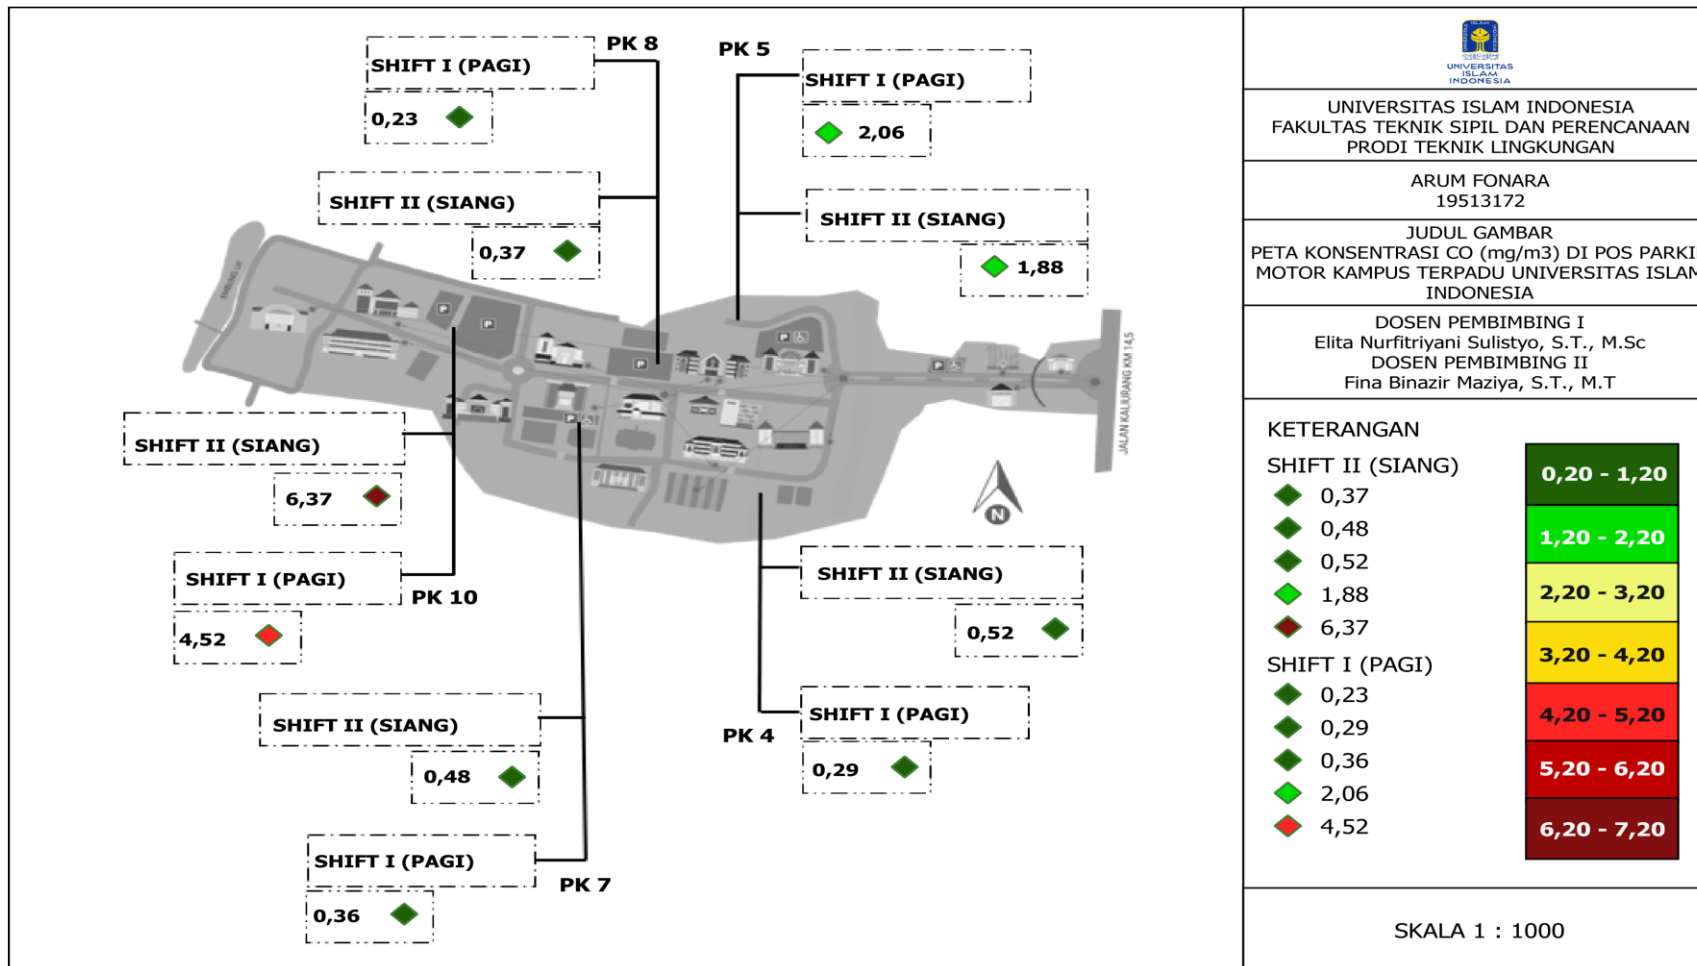 PK 8
SHIFT I (PAGI)
0,23
SHIFT II (SIANG)
0,37
PK 5
SHIFT I (PAGI)
2,06
SHIFT II (SIANG)
1,88
EMBUNG UII
P
P
P
P
P
P
JALAN KALIURANG KM 14,5
N
SHIFT II (SIANG)
6,37
SHIFT I (PAGI)
PK 10
4,52
SHIFT II (SIANG)
0,48
SHIFT I (PAGI)
PK 7
0,36
SHIFT II (SIANG)
0,52
SHIFT I (PAGI)
PK 4
0,29
UNIVERSITAS
ISLAM
INDONESIA
UNIVERSITAS ISLAM INDONESIA
FAKULTAS TEKNIK SIPIL DAN PERENCANAAN
PRODI TEKNIK LINGKUNGAN
ARUM FONARA
19513172
JUDUL GAMBAR
PETA KONSENTRASI CO (mg/m3) DI POS PARKI
MOTOR KAMPUS TERPADU UNIVERSITAS ISLAM
INDONESIA
DOSEN PEMBIMBING I
Elita Nurfitriyani Sulistyo, S.T., M.Sc
DOSEN PEMBIMBING II
Fina Binazir Maziya, S.T., M.T
KETERANGAN
SHIFT II (SIANG)
0,37
0,48
0,52
1,88
6,37
SHIFT I (PAGI)
0,23
0,29
0,36
2,06
4,52
0,20 - 1,20
1,20 - 2,20
2,20 - 3,20
3,20 - 4,20
4,20 - 5,20
5,20 - 6,20
6,20 - 7,20
SKALA 1 : 1000